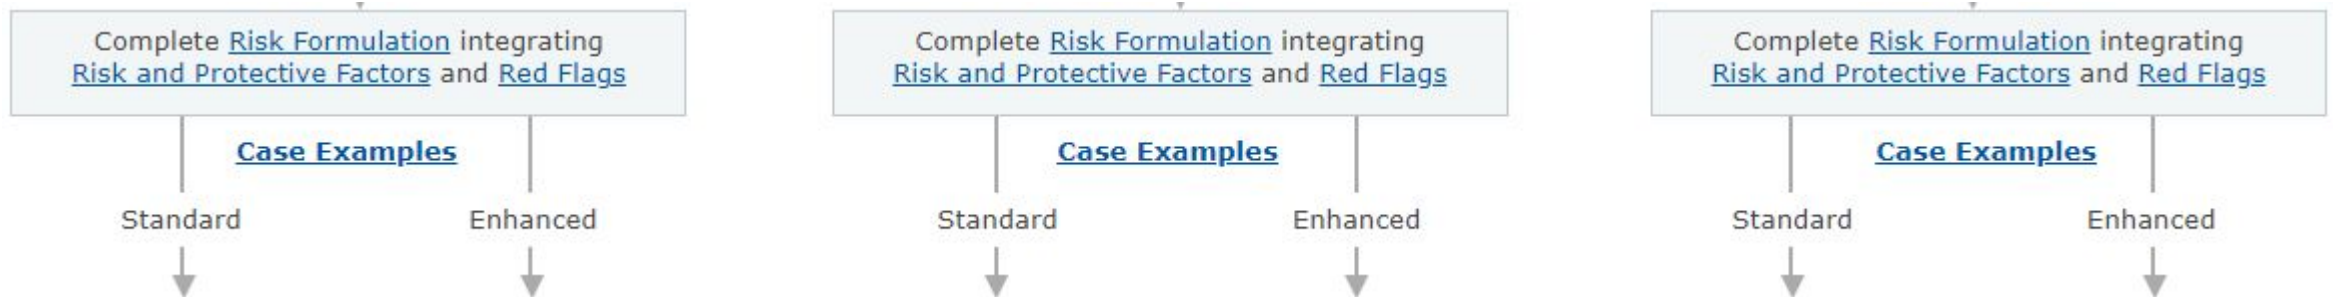 Complete Risk Formulation integrating
Risk and Protective Factors and Red Flags
Case Examples
Standard
Enhanced
Complete Risk Formulation integrating
Risk and Protective Factors and Red Flags
Case Examples
Standard
Enhanced
Complete Risk Formulation integrating
Risk and Protective Factors and Red Flags
Case Examples
Standard
Enhanced